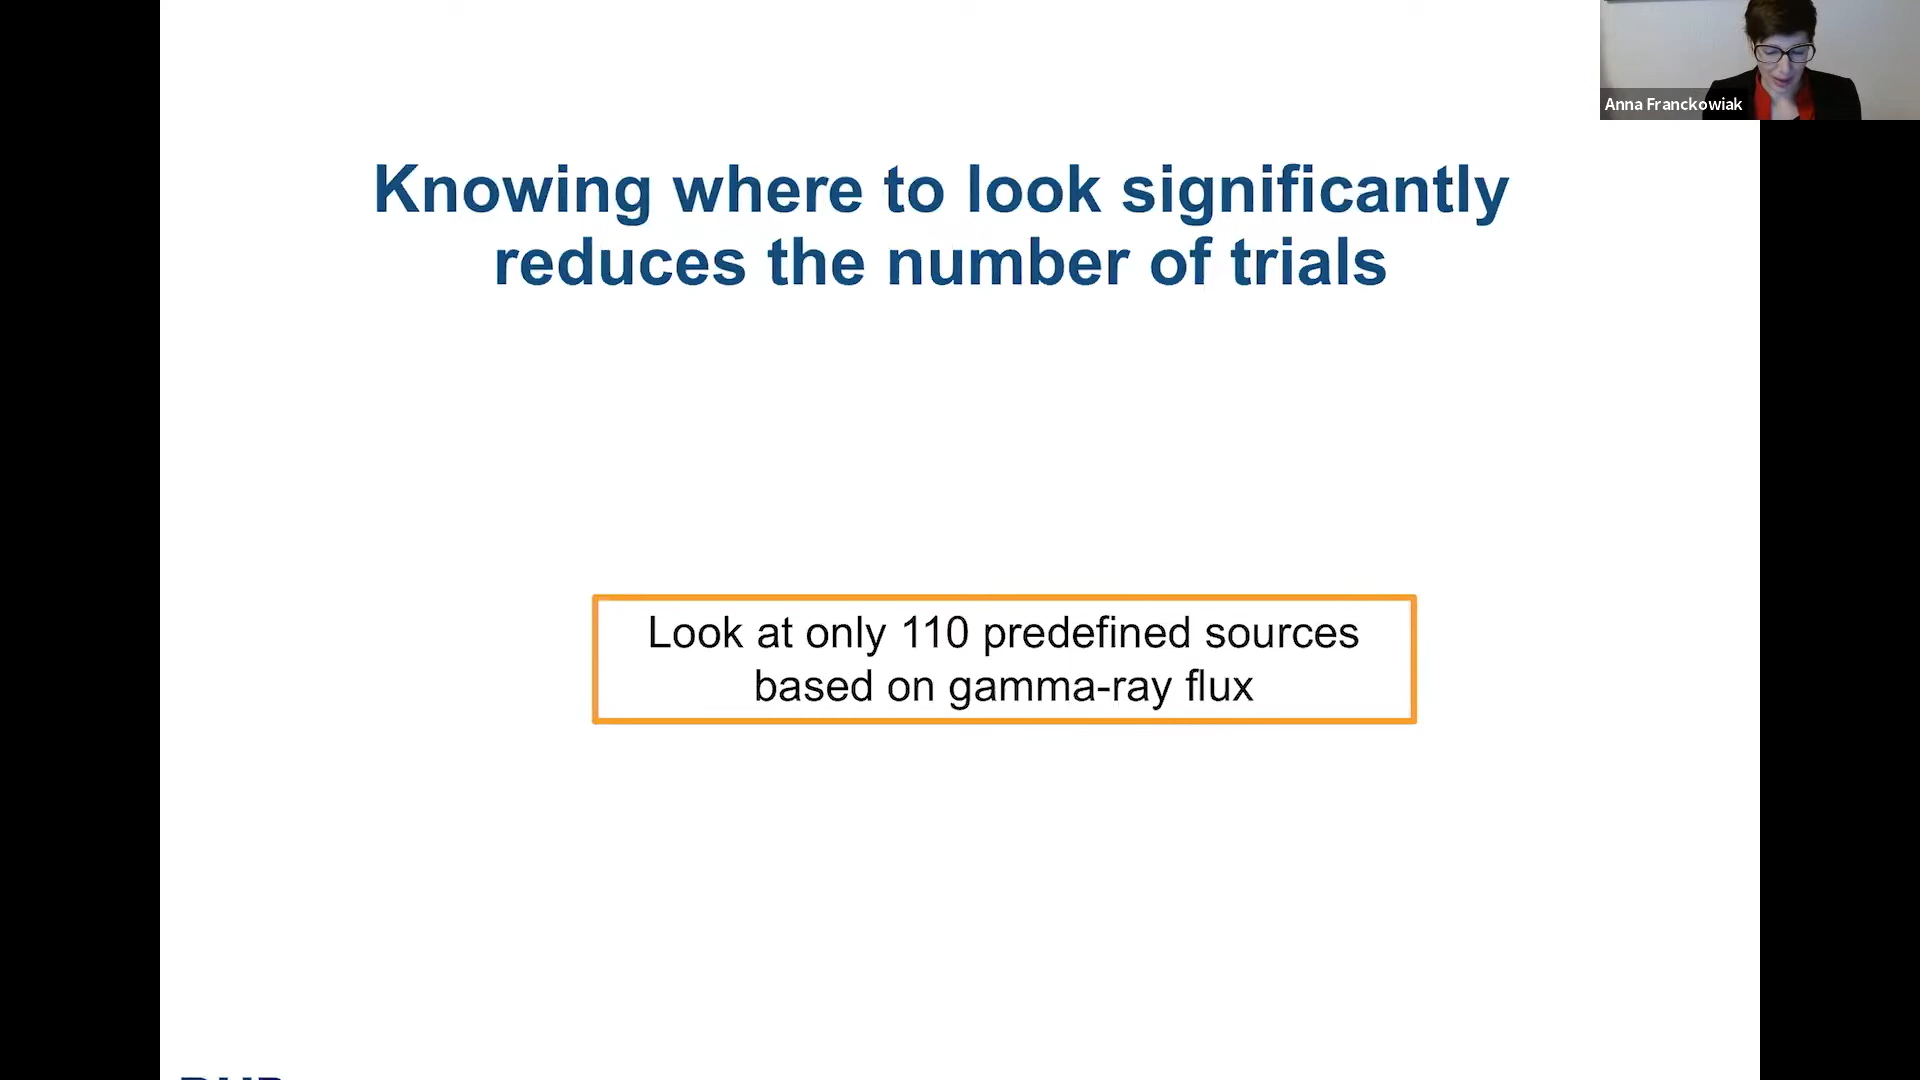 Anna Franckowiak
Knowing where to look significantly
reduces the number of trials
Look at only 110 predefined sources
based on gamma-ray flux